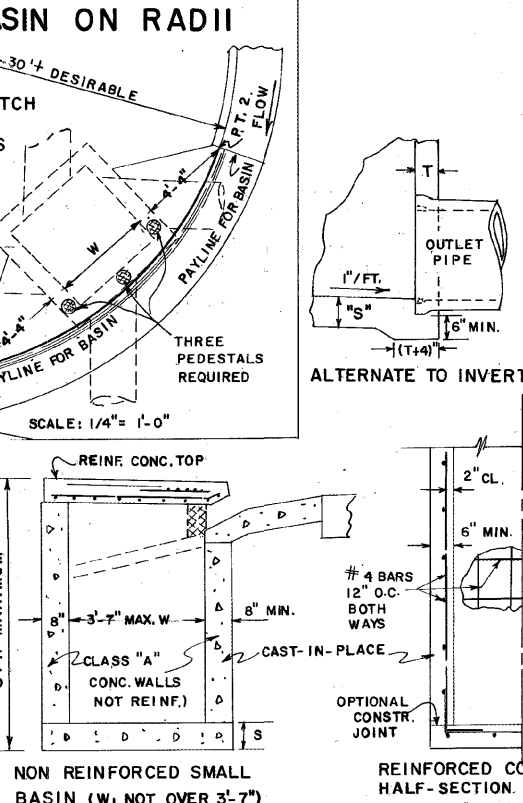 ASIN ON RADII
30'± DESIRABLE
TCH
S
P.T. 2.
FLOW
4'-4"
W
4'-4"
PAYLINE FOR BASIN
PAYLINE FOR BASIN
THREE
PEDESTALS
REQUIRED
SCALE: 1/4" = 1'-0"
T
OUTLET
PIPE
1"/FT.
"S"
6" MIN.
(T+4)"
ALTERNATE TO INVERT
REINF. CONC. TOP
8"
3'-7" MAX. W
8" MIN.
CLASS "A"
CONC. WALLS
NOT REINF.)
CAST-IN-PLACE
S
NON REINFORCED SMALL
BASIN (W, NOT OVER 3'-7")
2" CL.
6" MIN.
# 4 BARS
12" O.C.
BOTH
WAYS
OPTIONAL
CONSTR.
JOINT
REINFORCED CO
HALF-SECTION